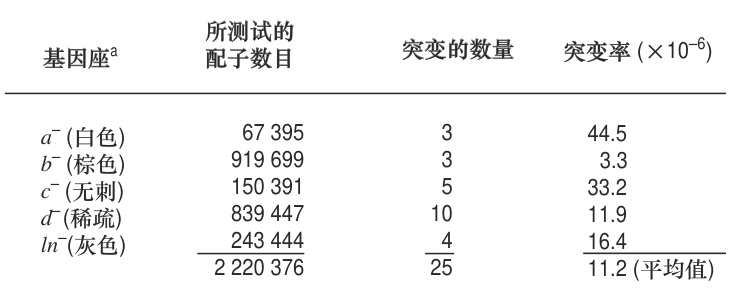 基因座a 所测试的配子数目 突变的数量 突变率 (×10–6)
a– (白色) 67 395 3 44.5
b– (棕色) 919 699 3 3.3
c– (无刺) 150 391 5 33.2
d–(稀疏) 839 447 10 11.9
ln–(灰色) 243 444 4 16.4
2 220 376 25 11.2 (平均值)